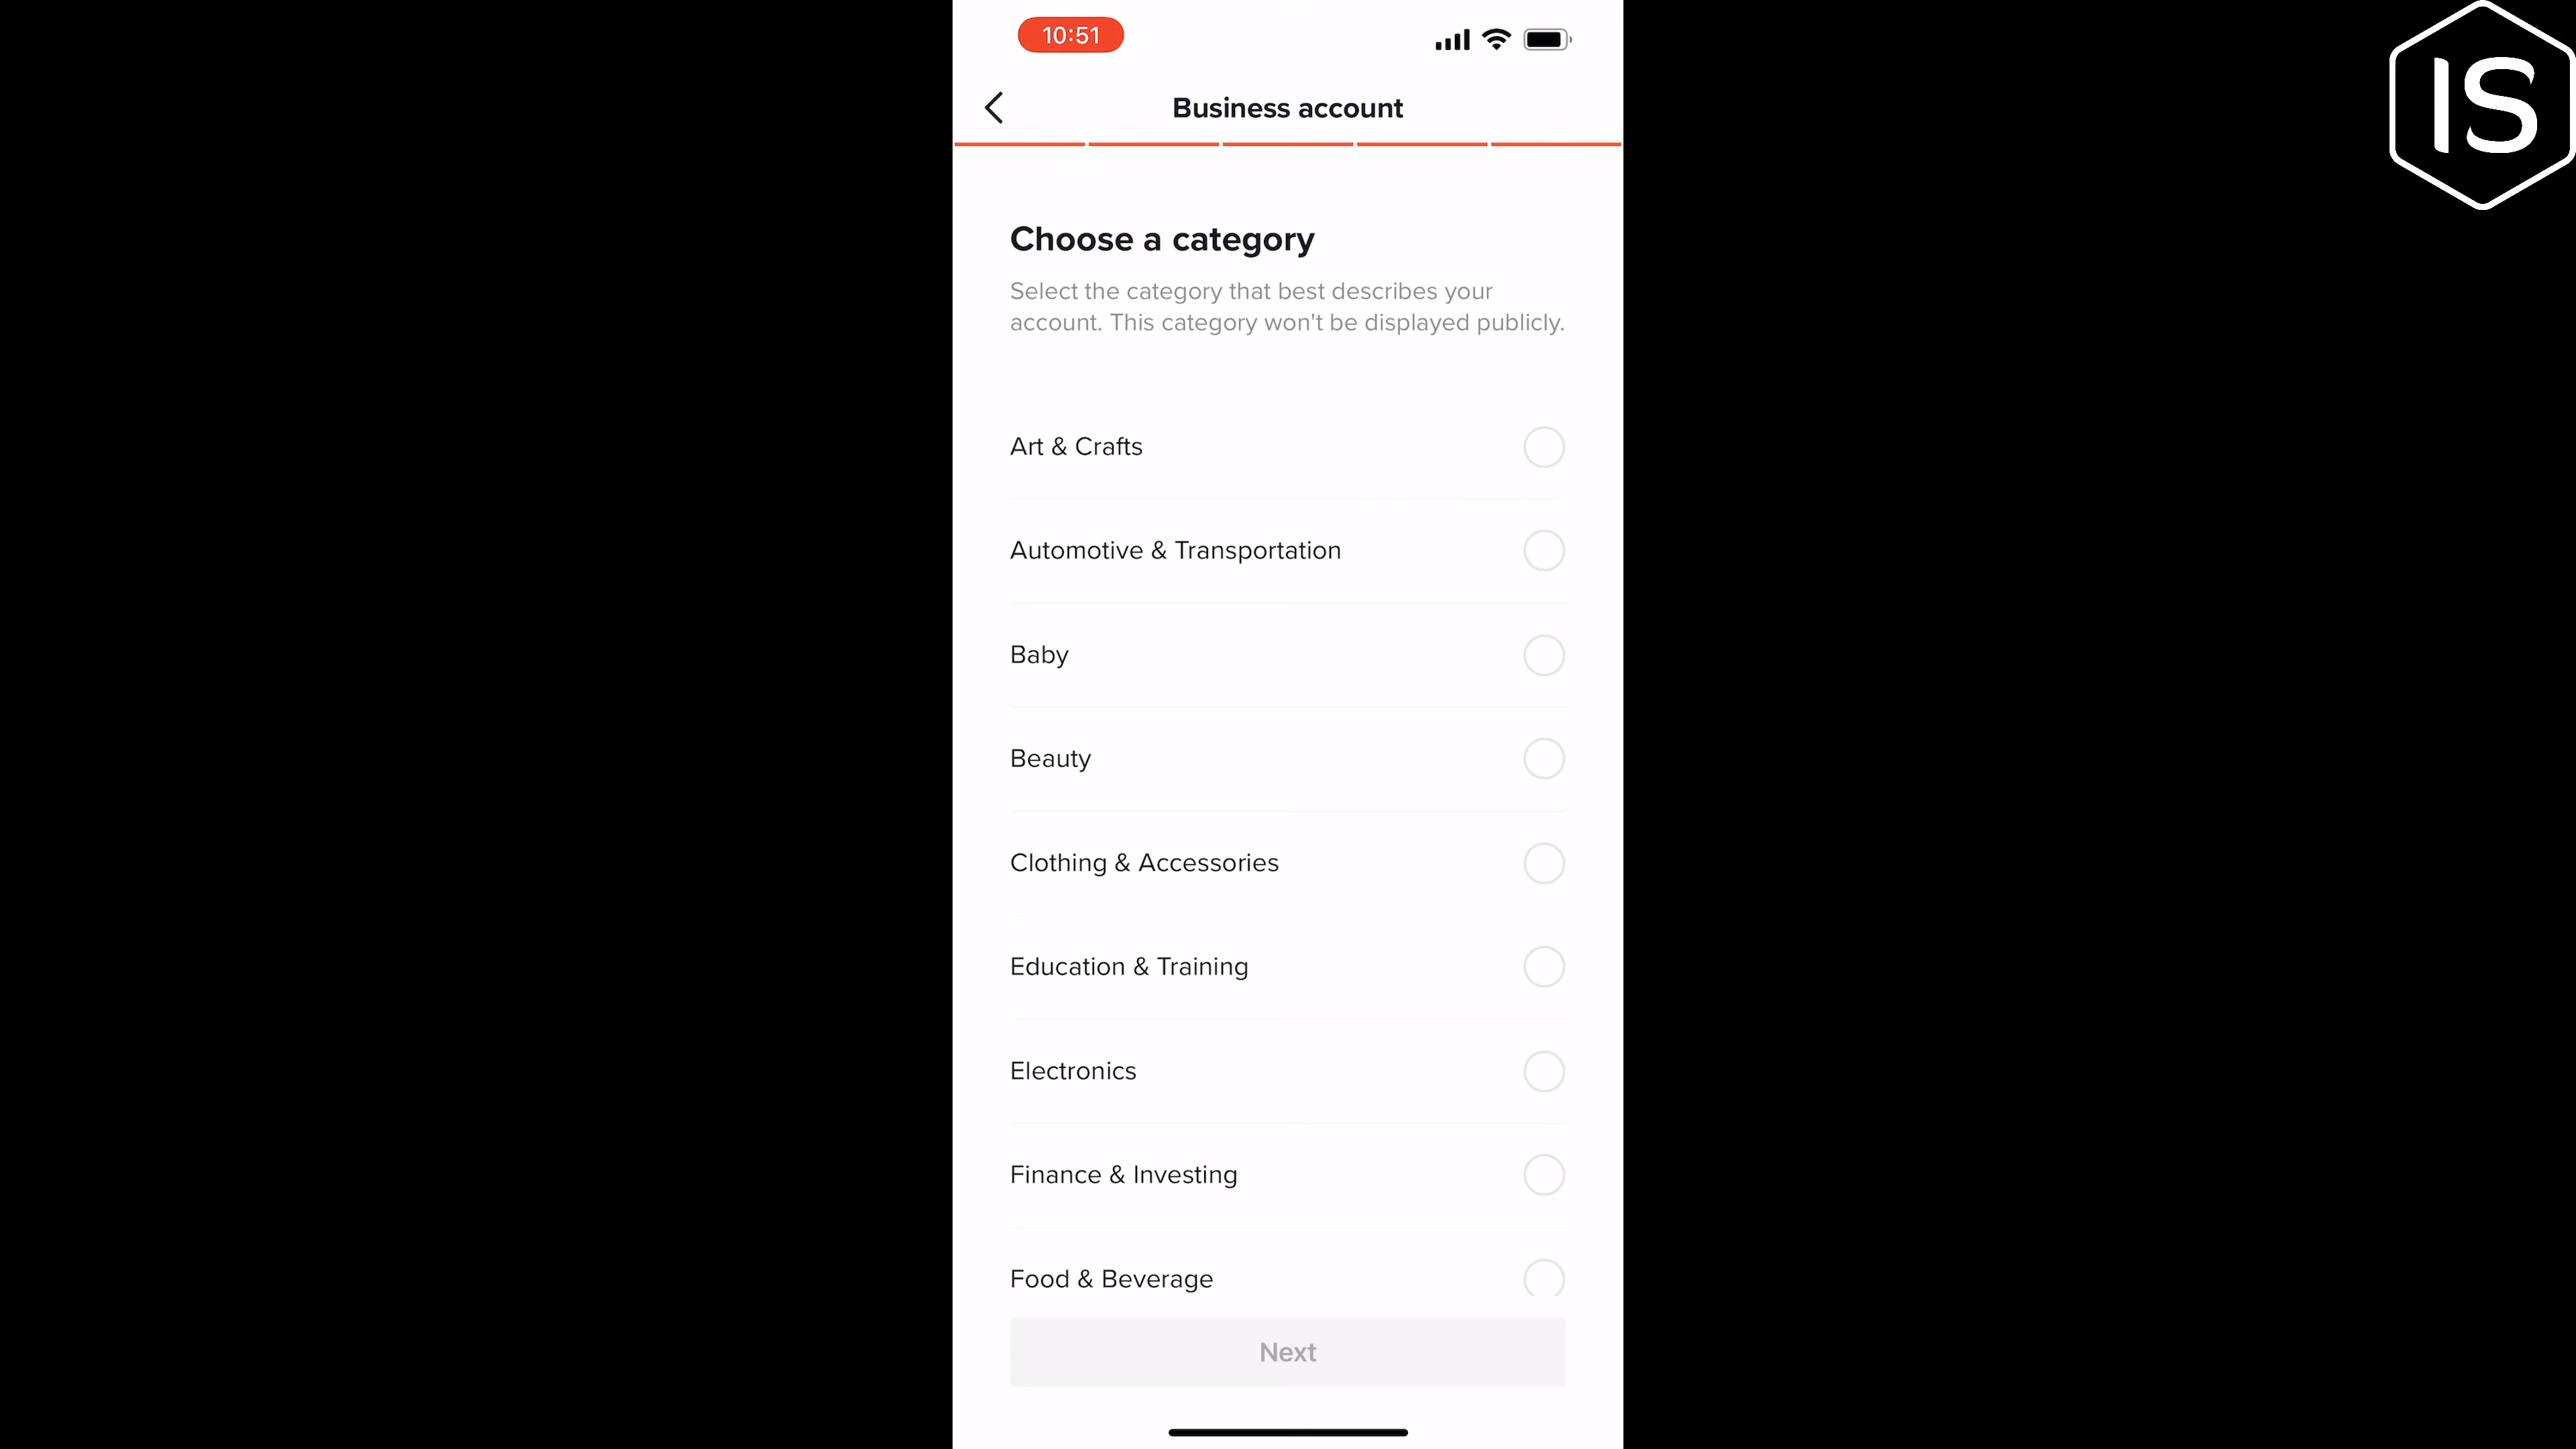 10:51
IS
Business account
Choose a category
Select the category that best describes your
account. This category won't be displayed publicly.
Art & Crafts
Automotive & Transportation
Baby
Beauty
Clothing & Accessories
Education & Training
Electronics
Finance & Investing
Food & Beverage
Next